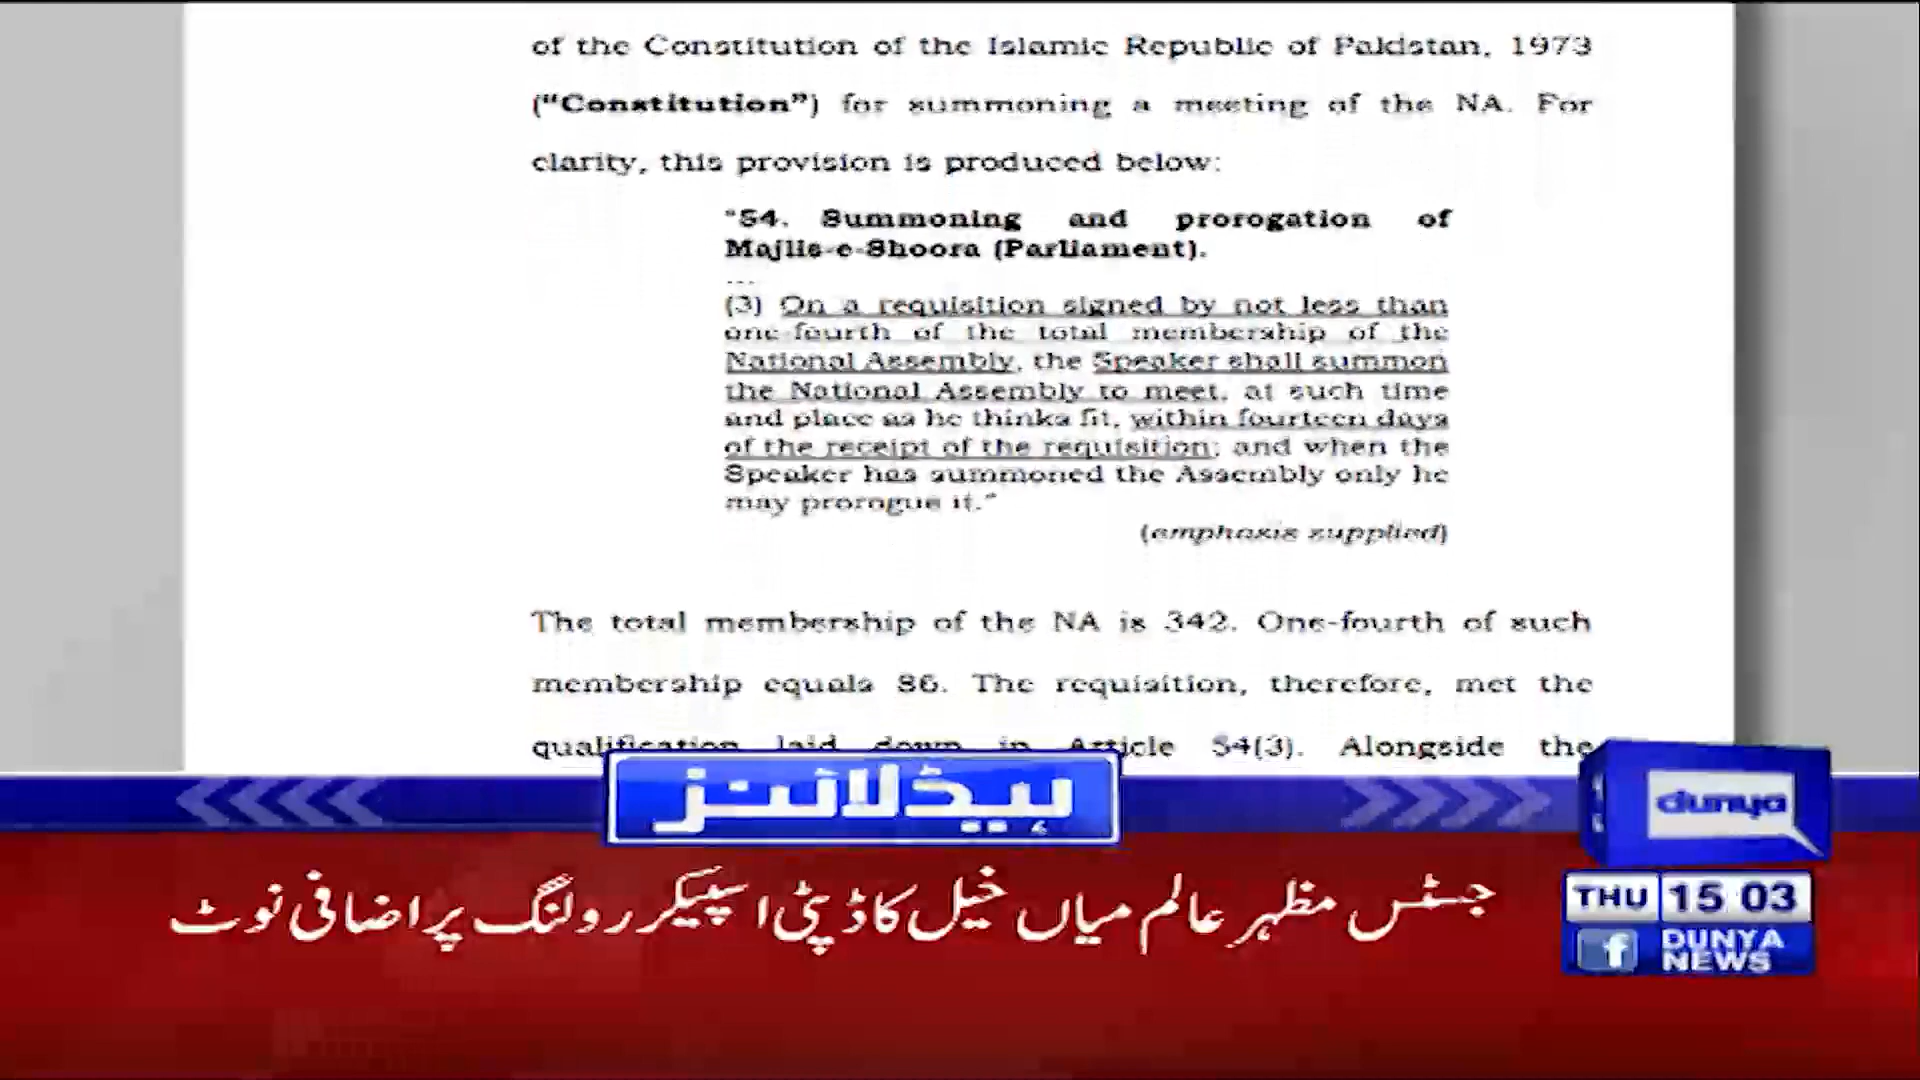 of the Constitution of the Islamic Republic of Pakistan, 1973
("Constitution") for summoning a meeting of the NA. For
clarity, this provision is produced below:
"54. Summoning and prorogation of
Majlis-e-Shoora (Parliament).
...
(3) On a requisition signed by not less than
one-fourth of the total membership of the
National Assembly, the Speaker shall summon
the National Assembly to meet, at such time
and place as he thinks fit, within fourteen days
of the receipt of the requisition; and when the
Speaker has summoned the Assembly only he
may prorogue it."
(emphasis supplied)
The total membership of the NA is 342. One-fourth of such
membership equals 86. The requisition, therefore, met the
qualification laid down in Article 54(3). Alongside the
ہیڈلائنز
dunya
جسٹس مظہر عالم میاں خیل کا ڈپٹی اسپیکر رولنگ پر اضافی نوٹ
THU 15 03
f DUNYA
NEWS